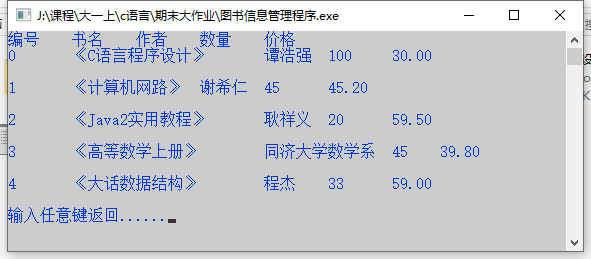 J:\课程\大一上\c语言\期末大作业\图书信息管理程序.exe
编号 书名 作者 数量 价格
0 《C语言程序设计》 谭浩强 100 30.00
1 《计算机网路》 谢希仁 45 45.20
2 《Java2实用教程》 耿祥义 20 59.50
3 《高等数学上册》 同济大学数学系 45 39.80
4 《大话数据结构》 程杰 33 59.00
输入任意键返回......